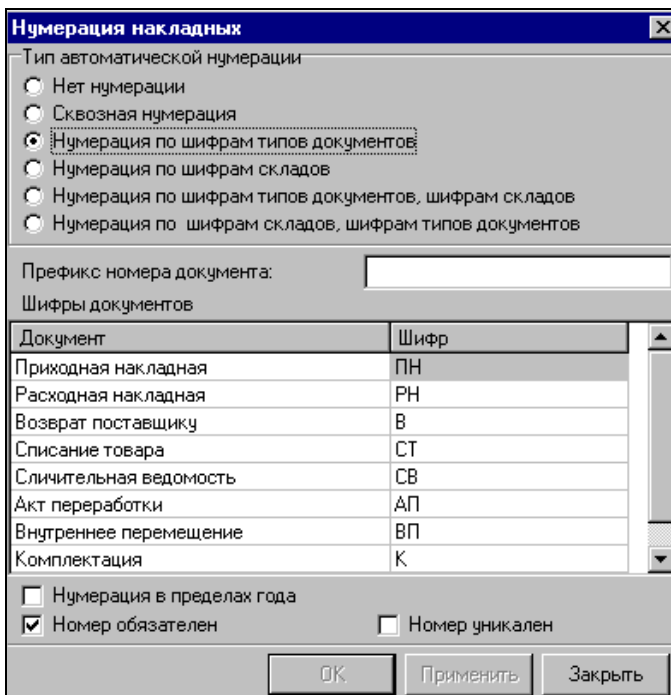 Нумерация накладных
Тип автоматической нумерации
Нет нумерации
Сквозная нумерация
Нумерация по шифрам типов документов
Нумерация по шифрам складов
Нумерация по шифрам типов документов, шифрам складов
Нумерация по шифрам складов, шифрам типов документов
Префикс номера документа:
Шифры документов
Документ Шифр
Приходная накладная ПН
Расходная накладная РН
Возврат поставщику В
Списание товара СТ
Сличительная ведомость СВ
Акт переработки АП
Внутреннее перемещение ВП
Комплектация К
Нумерация в пределах года
Номер обязателен Номер уникален
OK Применить Закрыть